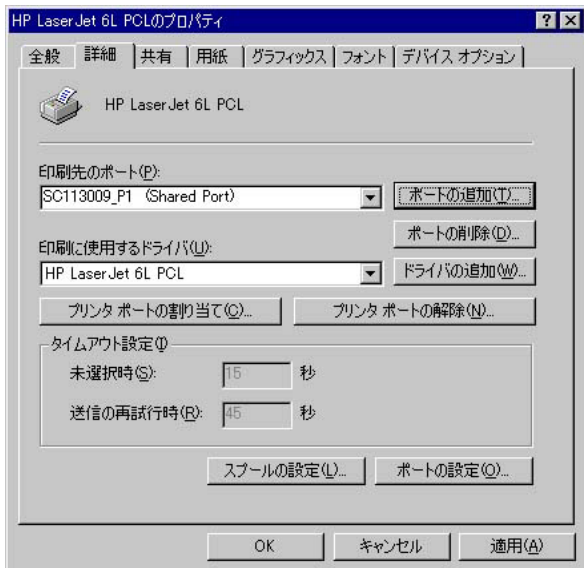 HP LaserJet 6L PCLのプロパティ
全般 詳細 共有 用紙 グラフィックス フォント デバイス オプション
HP LaserJet 6L PCL
印刷先のポート(P):
SC113009_P1 (Shared Port)
ポートの追加(T)...
ポートの削除(D)...
印刷に使用するドライバ(U):
HP LaserJet 6L PCL
ドライバの追加(W)...
プリンタ ポートの割り当て(C)...
プリンタ ポートの解除(N)...
タイムアウト設定(I)
未選択時(S): 15 秒
送信の再試行時(R): 45 秒
スプールの設定(L)...
ポートの設定(O)...
OK
キャンセル
適用(A)